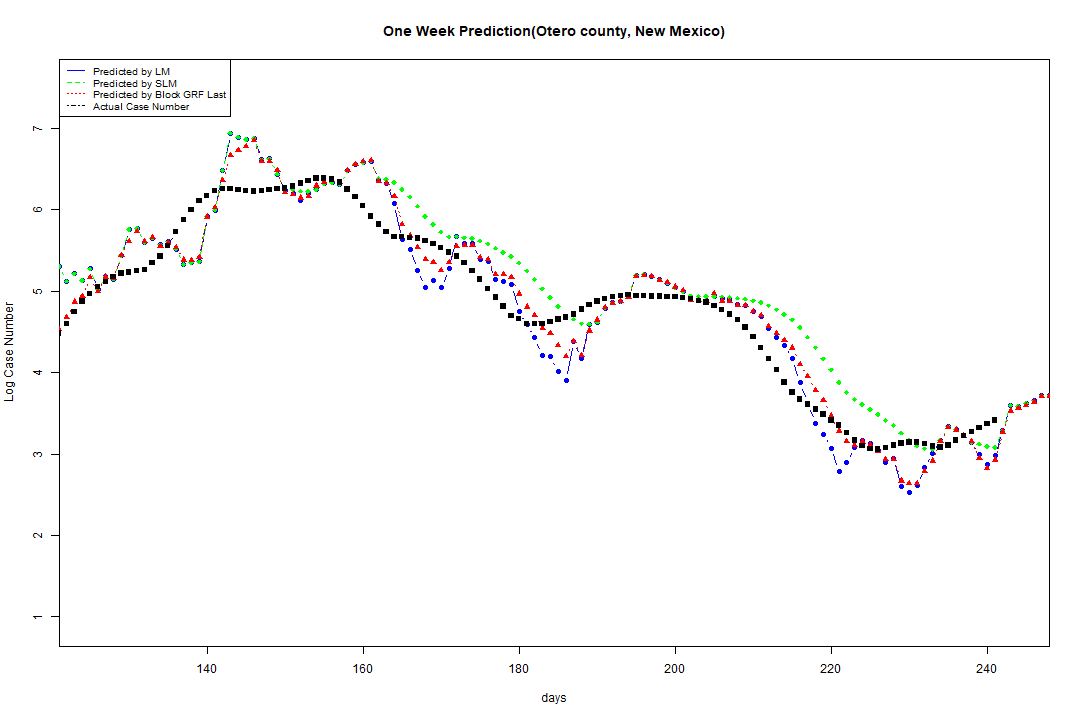 One Week Prediction(Otero county, New Mexico)
Predicted by LM
Predicted by SLM
Predicted by Block GRF Last
Actual Case Number
Log Case Number
7
6
5
4
3
2
1
140 160 180 200 220 240
days